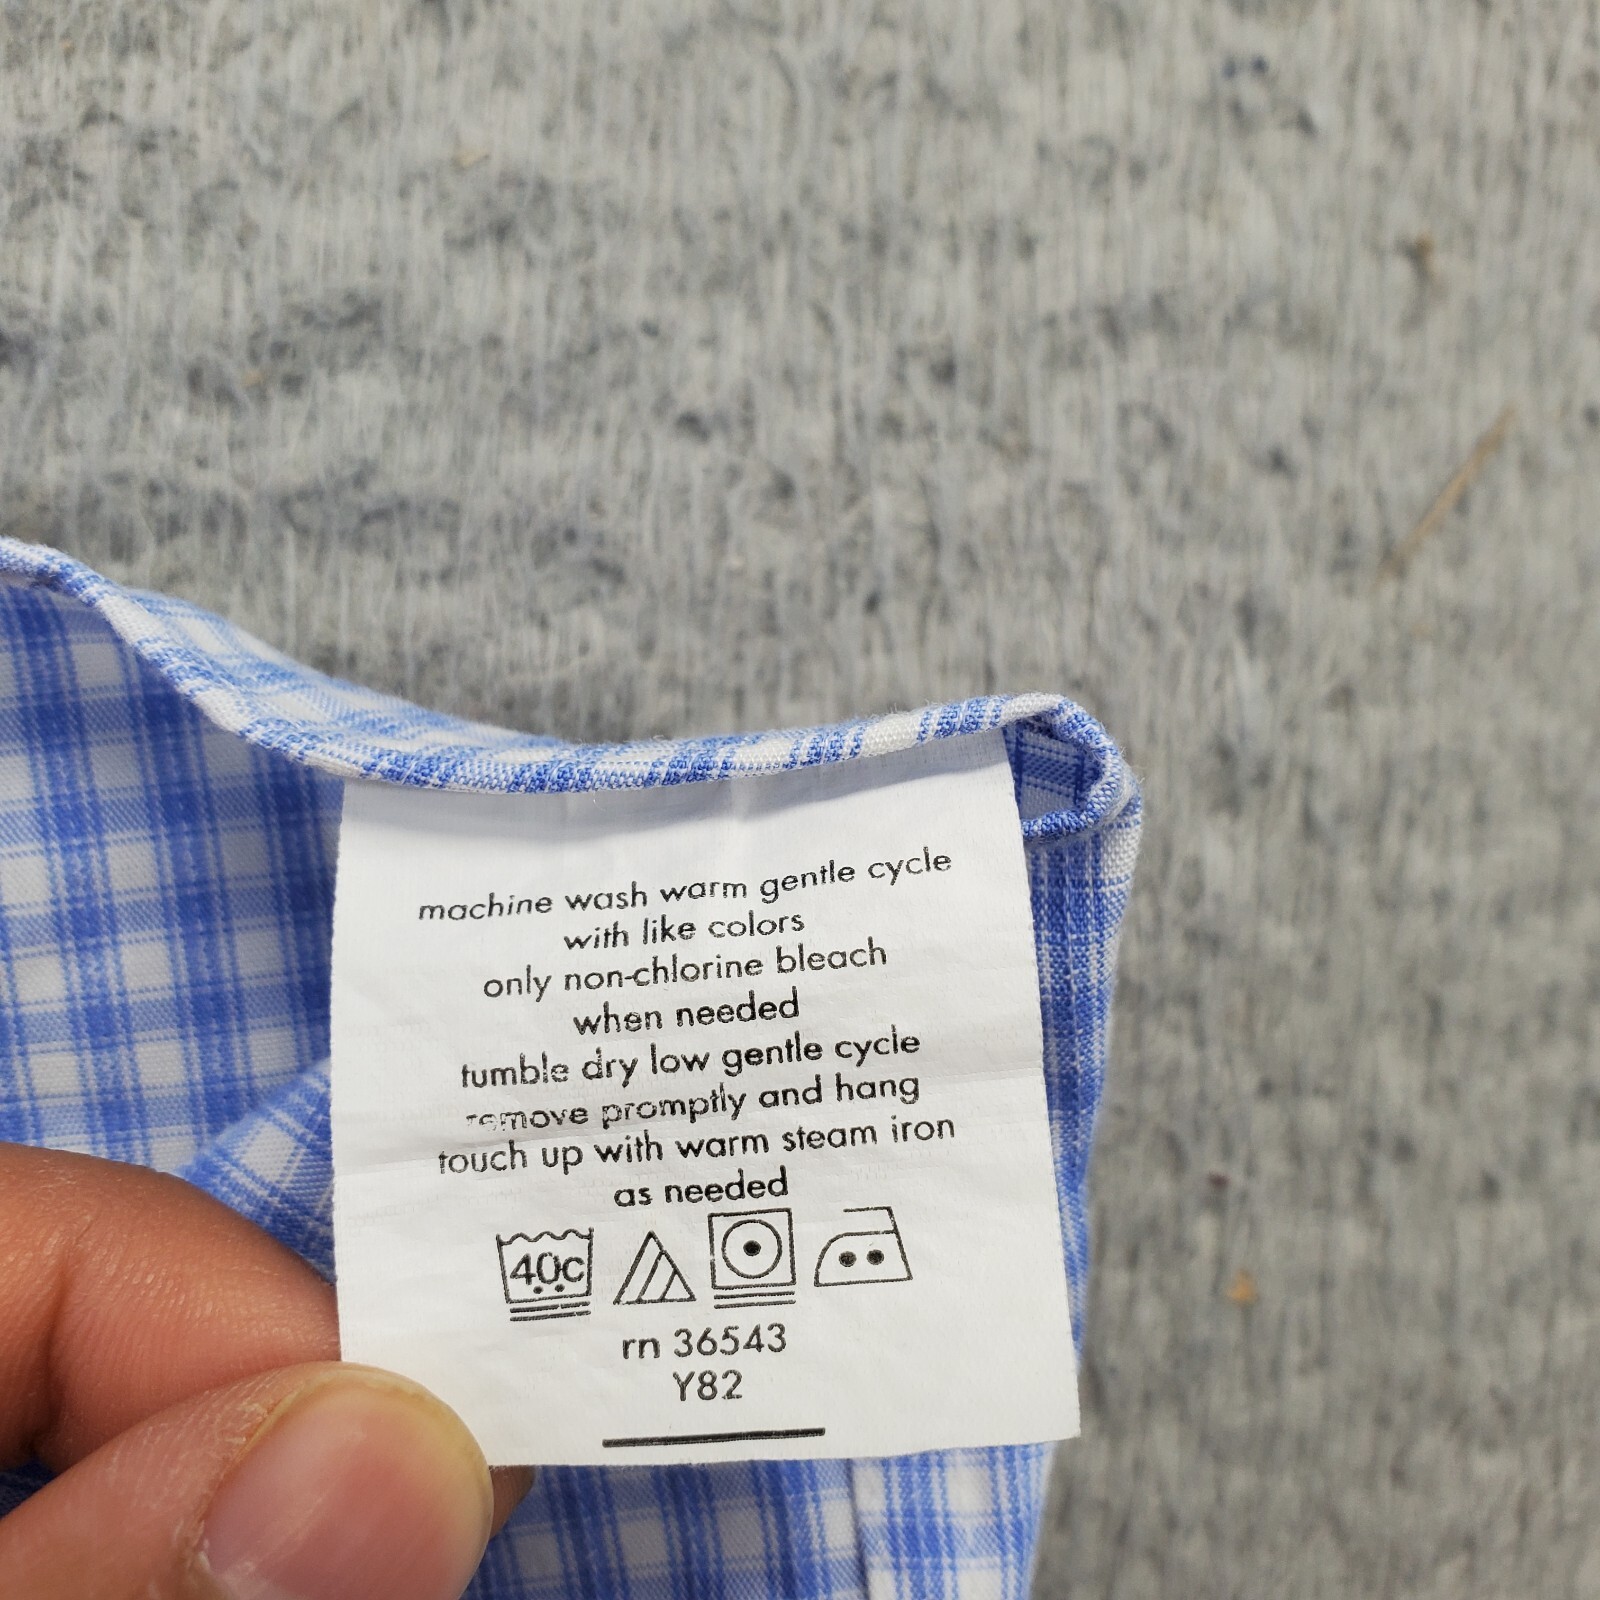 machine wash warm gentle cycle
with like colors
only non-chlorine bleach
when needed
tumble dry low gentle cycle
remove promptly and hang
touch up with warm steam iron
as needed
40c
rn 36543
Y82